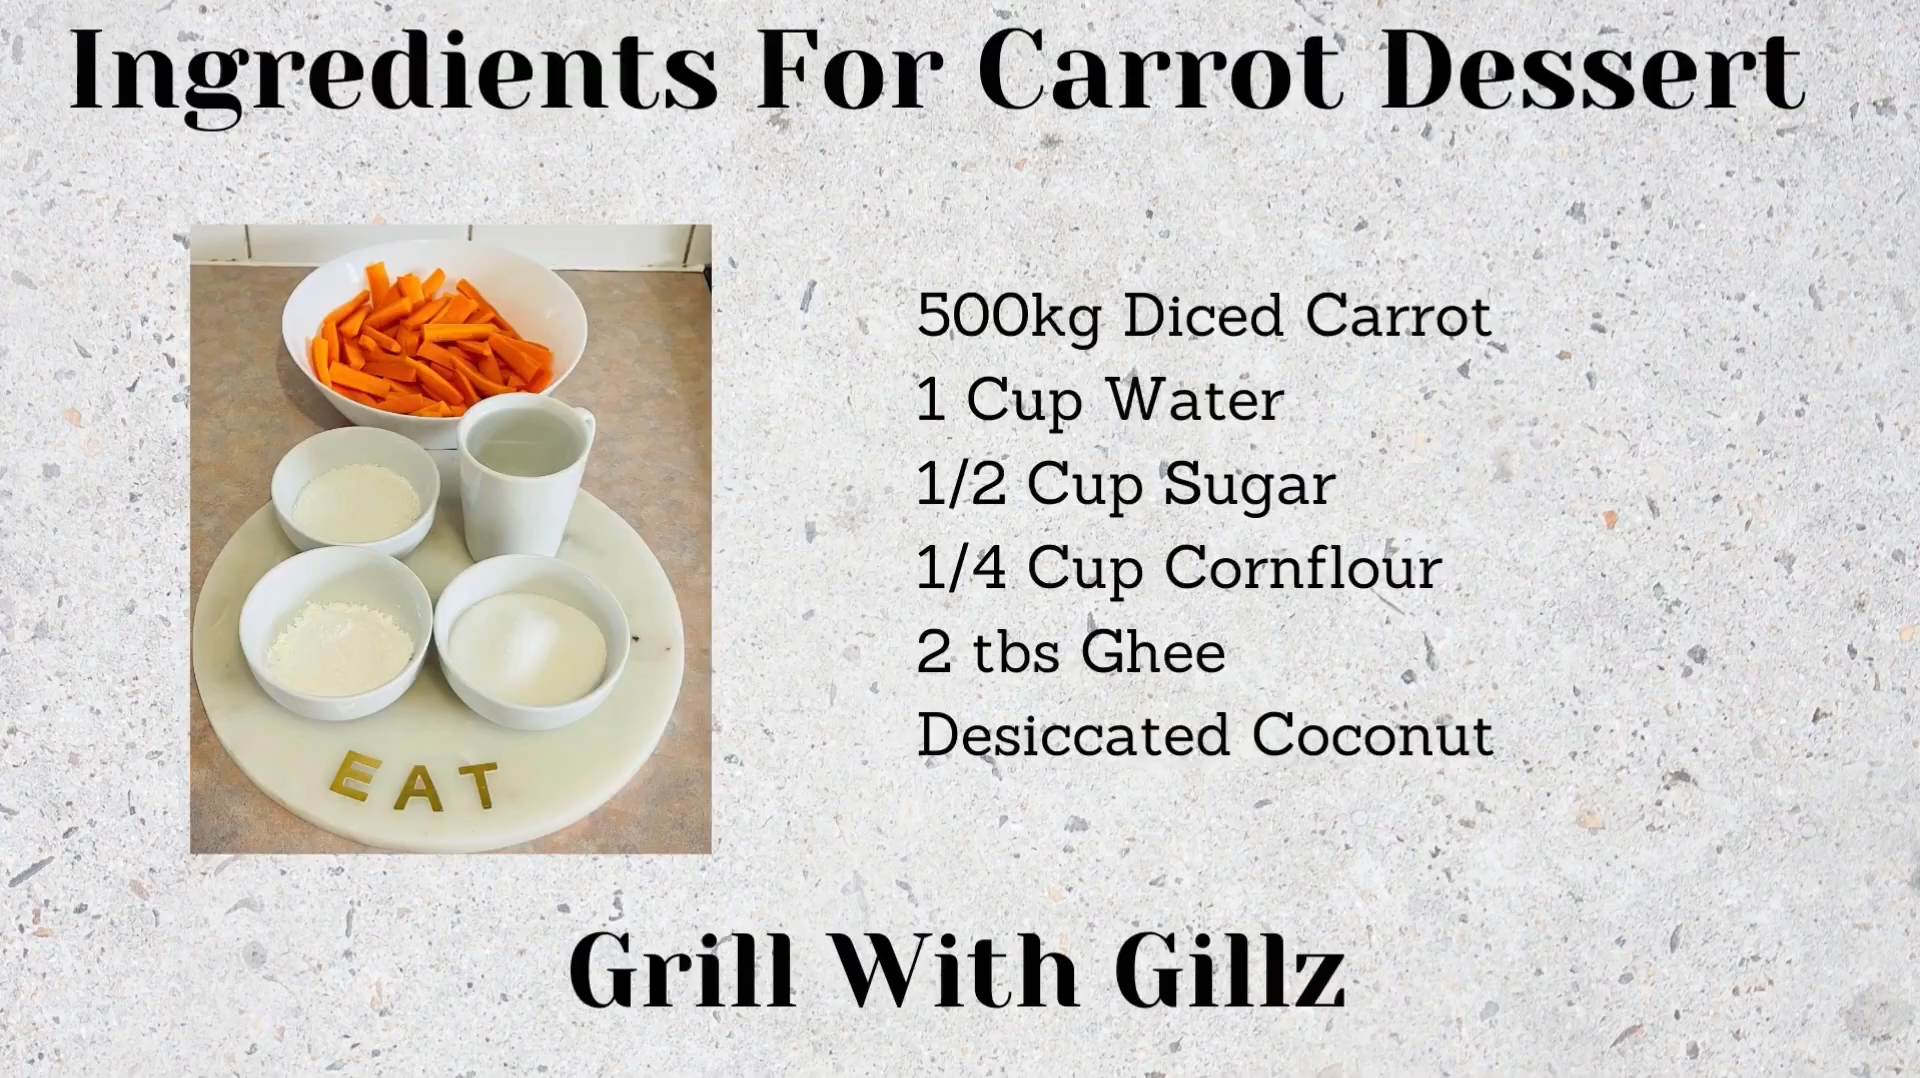 Ingredients For Carrot Dessert
500kg Diced Carrot
1 Cup Water
1/2 Cup Sugar
1/4 Cup Cornflour
2 tbs Ghee
Desiccated Coconut
EAT
Grill With Gillz